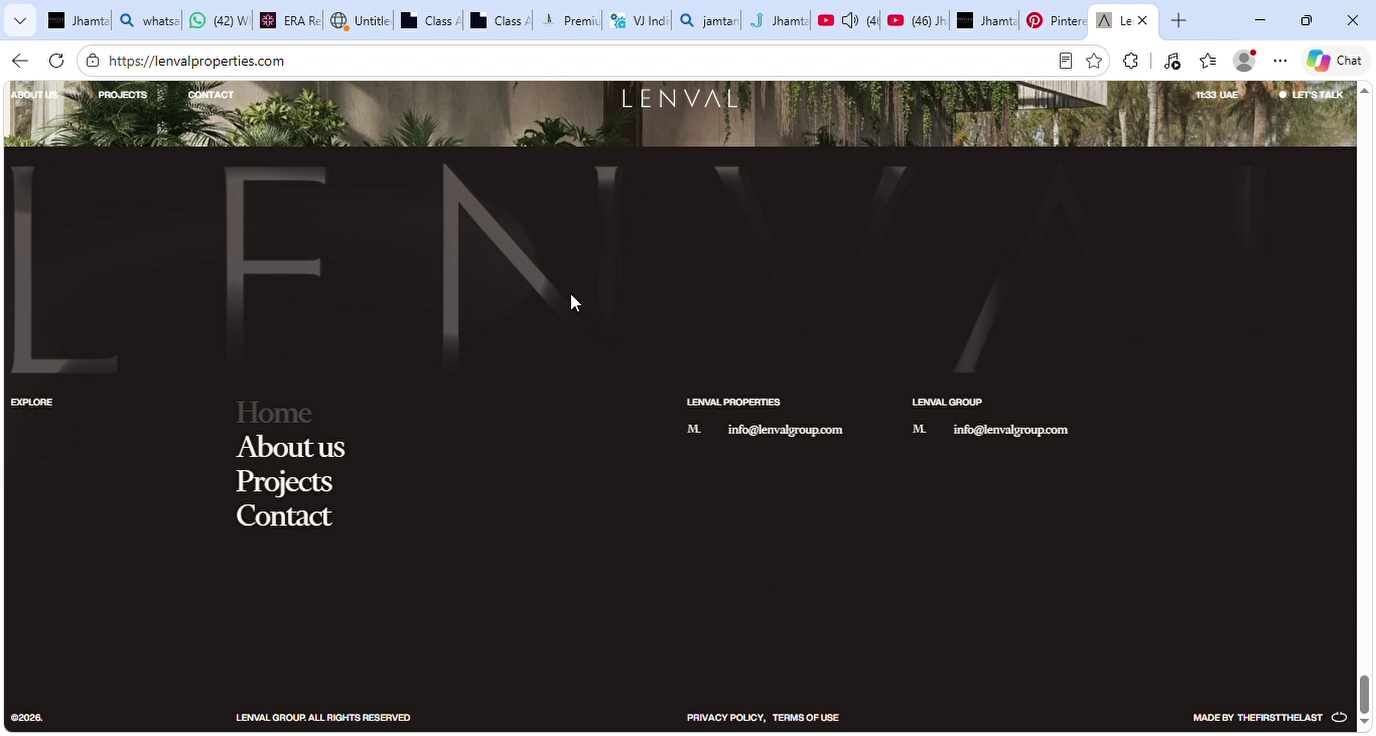 Jhamta
whatsa
(42) W
ERA Re
Untitle
Class A
Class A
Premiu
VJ Indi
jamtar
Jhamta
(46
(46) Jh
Jhamta
Pintere
Le
https://lenvalproperties.com
Chat
ABOUT US PROJECTS CONTACT
LENVAL
11:33 UAE
LET'S TALK
LENVAL
EXPLORE
Home
About us
Projects
Contact
LENVAL PROPERTIES
M. info@lenvalgroup.com
LENVAL GROUP
M. info@lenvalgroup.com
©2026.
LENVAL GROUP. ALL RIGHTS RESERVED
PRIVACY POLICY, TERMS OF USE
MADE BY THEFIRSTTHELAST